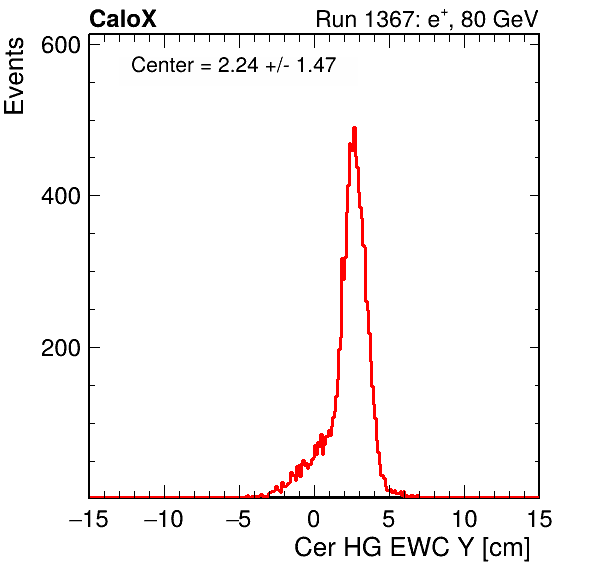 CaloX Run 1367: e⁺, 80 GeV
Events
Center = 2.24 +/- 1.47
600
400
200
−15 −10 −5 0 5 10 15
Cer HG EWC Y [cm]